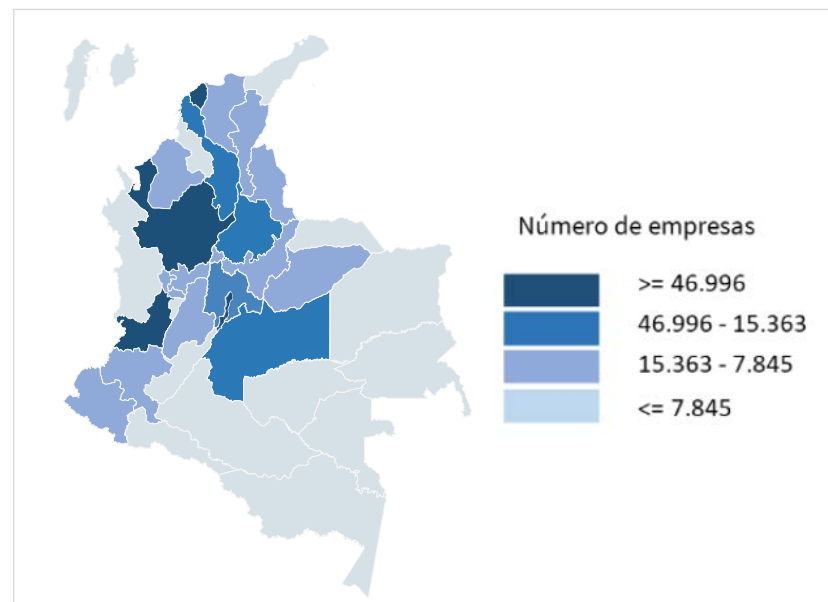 Número de empresas
>= 46.996
46.996 - 15.363
15.363 - 7.845
<= 7.845